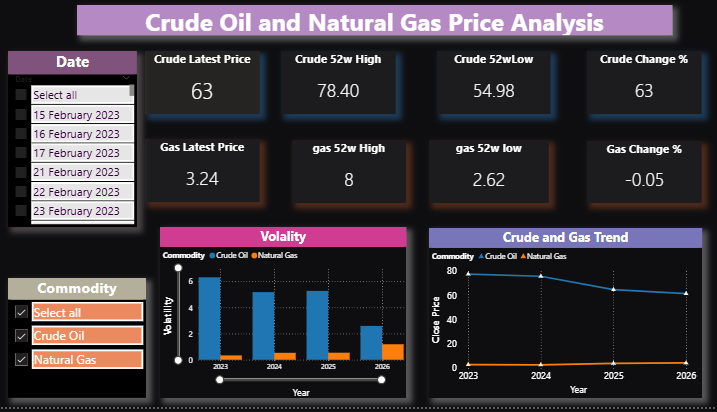 Crude Oil and Natural Gas Price Analysis
Date
Date
Select all
15 February 2023
16 February 2023
17 February 2023
21 February 2023
22 February 2023
23 February 2023
Crude Latest Price
63
Crude 52w High
78.40
Crude 52wLow
54.98
Crude Change %
63
Gas Latest Price
3.24
gas 52w High
8
gas 52w low
2.62
Gas Change %
-0.05
Commodity
Select all
Crude Oil
Natural Gas
Volality
Commodity Crude Oil Natural Gas
Volatility
6
4
2
0
2023 2024 2025 2026
Year
Crude and Gas Trend
Commodity Crude Oil Natural Gas
Close Price
80
60
40
20
0
2023 2024 2025 2026
Year